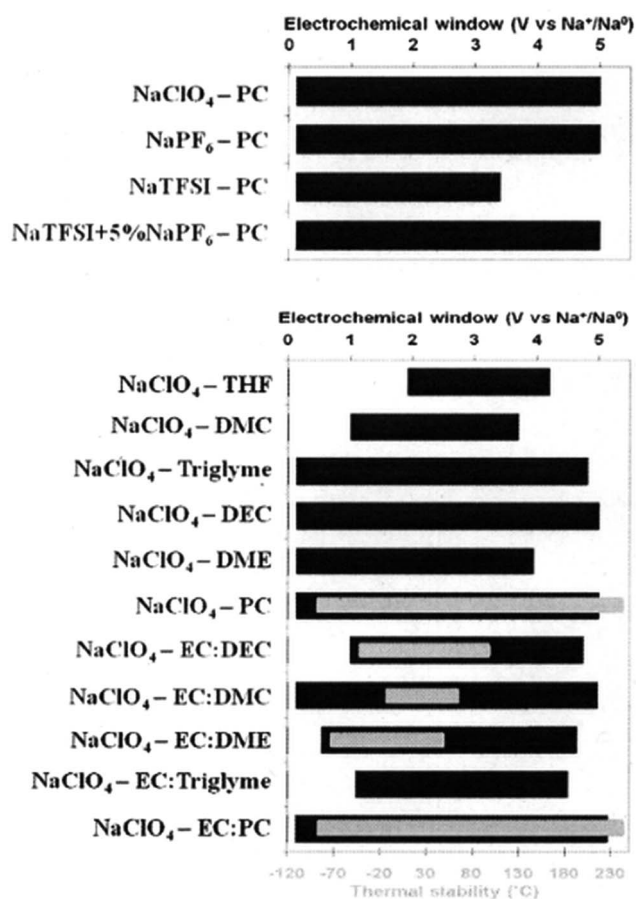 Electrochemical window (V vs Na⁺/Na⁰)
0 1 2 3 4 5
NaClO₄ – PC
NaPF₆ – PC
NaTFSI – PC
NaTFSI+5%NaPF₆ – PC
Electrochemical window (V vs Na⁺/Na⁰)
0 1 2 3 4 5
NaClO₄ – THF
NaClO₄ – DMC
NaClO₄ – Triglyme
NaClO₄ – DEC
NaClO₄ – DME
NaClO₄ – PC
NaClO₄ – EC:DEC
NaClO₄ – EC:DMC
NaClO₄ – EC:DME
NaClO₄ – EC:Triglyme
NaClO₄ – EC:PC
-120 -70 -20 30 80 130 180 230
Thermal stability (°C)